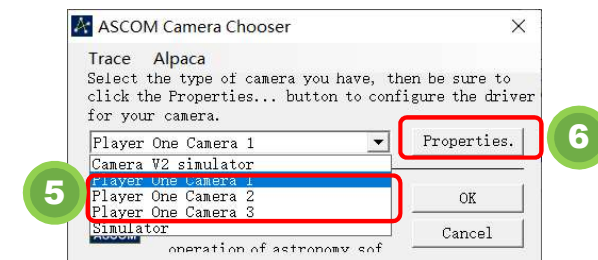 ASCOM Camera Chooser
Trace Alpaca
Select the type of camera you have, then be sure to
click the Properties... button to configure the driver
for your camera.
Player One Camera 1
Properties.
6
Camera V2 simulator
Player One Camera 1
5
Player One Camera 2
Player One Camera 3
OK
Simulator
ASCOM
Cancel
operation of astronomy sof